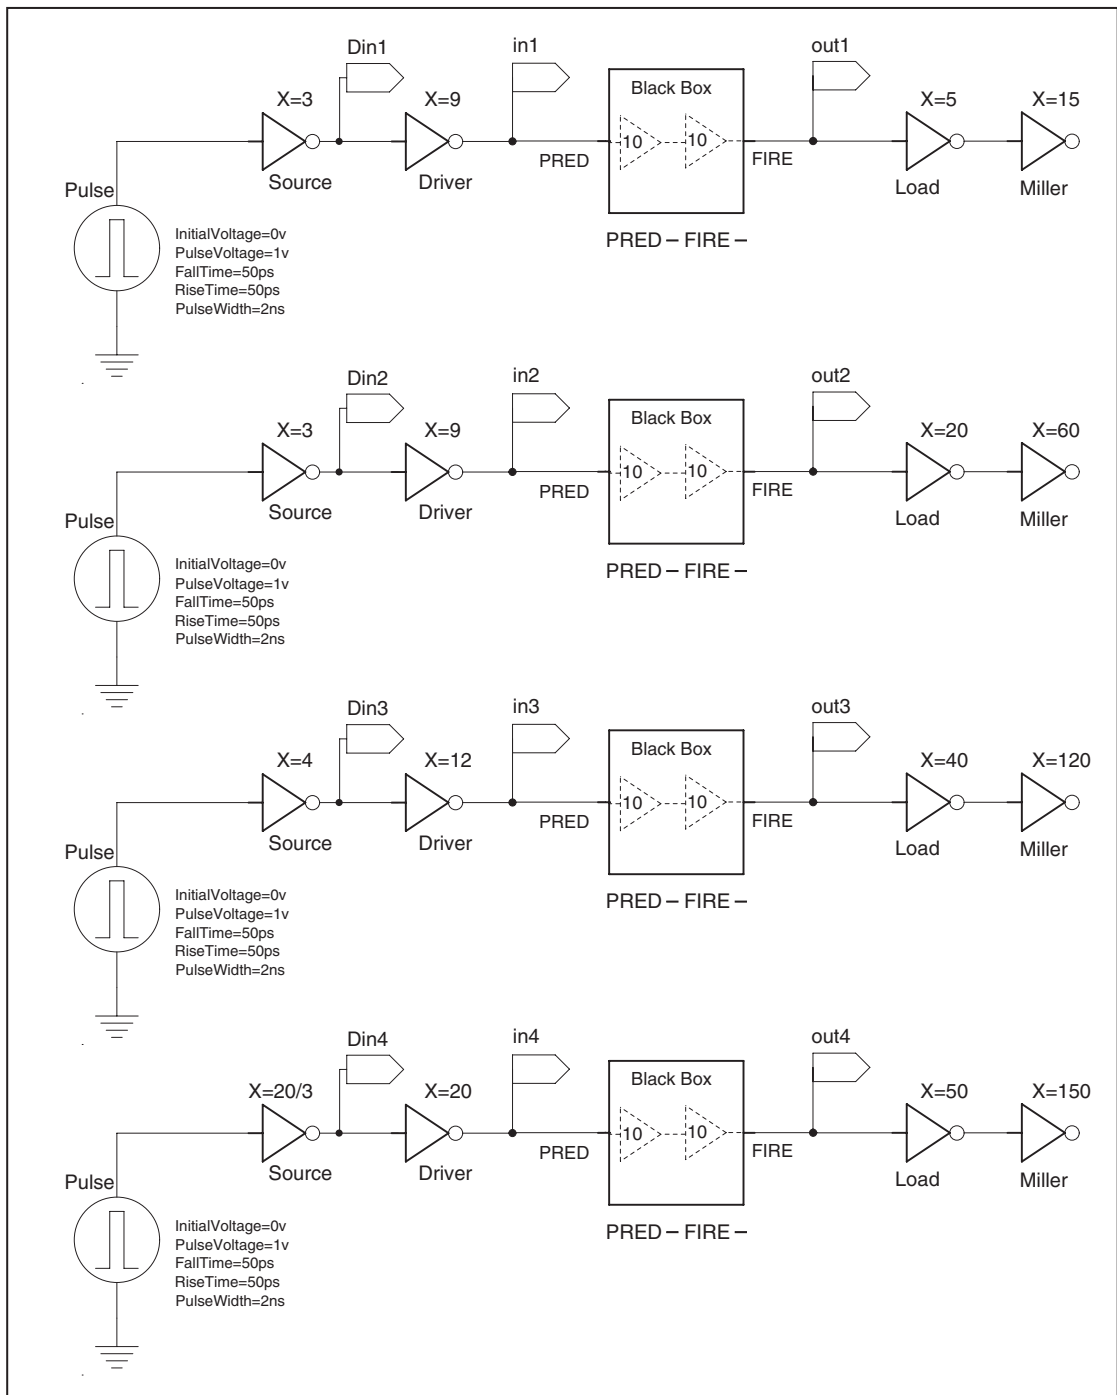 Din1
in1
out1
X=3
X=9
Black Box
X=5
X=15
10
10
PRED
FIRE
Source
Driver
Load
Miller
Pulse
PRED – FIRE –
InitialVoltage=0v
PulseVoltage=1v
FallTime=50ps
RiseTime=50ps
PulseWidth=2ns
Din2
in2
out2
X=3
X=9
Black Box
X=20
X=60
10
10
PRED
FIRE
Source
Driver
Load
Miller
Pulse
PRED – FIRE –
InitialVoltage=0v
PulseVoltage=1v
FallTime=50ps
RiseTime=50ps
PulseWidth=2ns
Din3
in3
out3
X=4
X=12
Black Box
X=40
X=120
10
10
PRED
FIRE
Source
Driver
Load
Miller
Pulse
PRED – FIRE –
InitialVoltage=0v
PulseVoltage=1v
FallTime=50ps
RiseTime=50ps
PulseWidth=2ns
Din4
in4
out4
X=20/3
X=20
Black Box
X=50
X=150
10
10
PRED
FIRE
Source
Driver
Load
Miller
Pulse
PRED – FIRE –
InitialVoltage=0v
PulseVoltage=1v
FallTime=50ps
RiseTime=50ps
PulseWidth=2ns